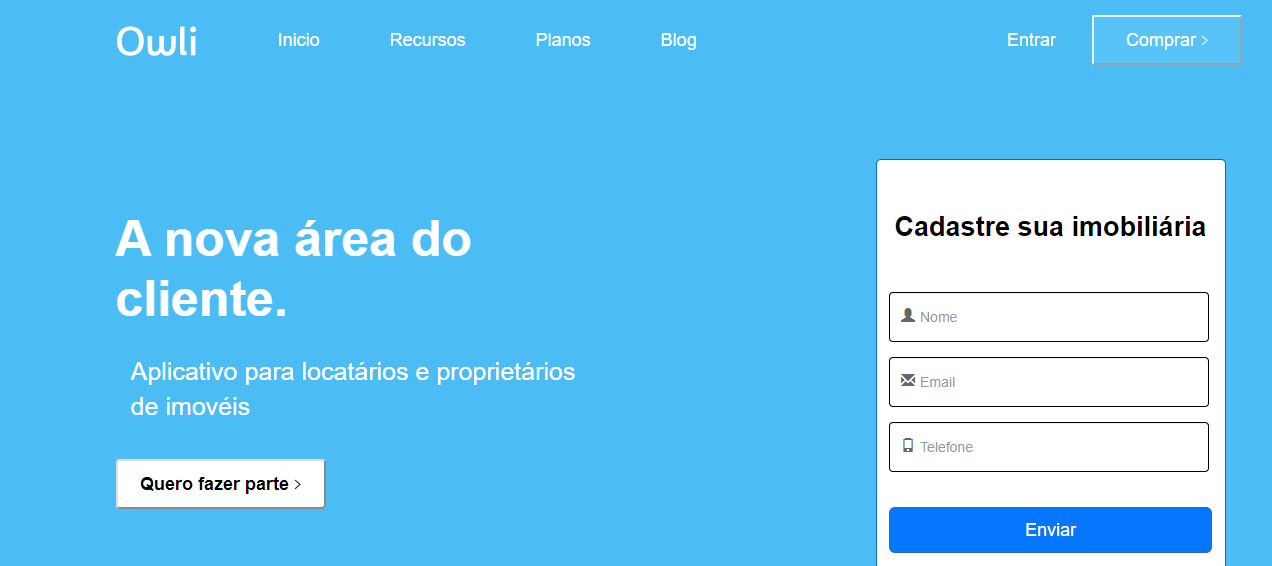 Owli
Inicio
Recursos
Planos
Blog
Entrar
Comprar >
A nova área do
cliente.
Aplicativo para locatários e proprietários
de imovéis
Quero fazer parte >
Cadastre sua imobiliária
Nome
Email
Telefone
Enviar